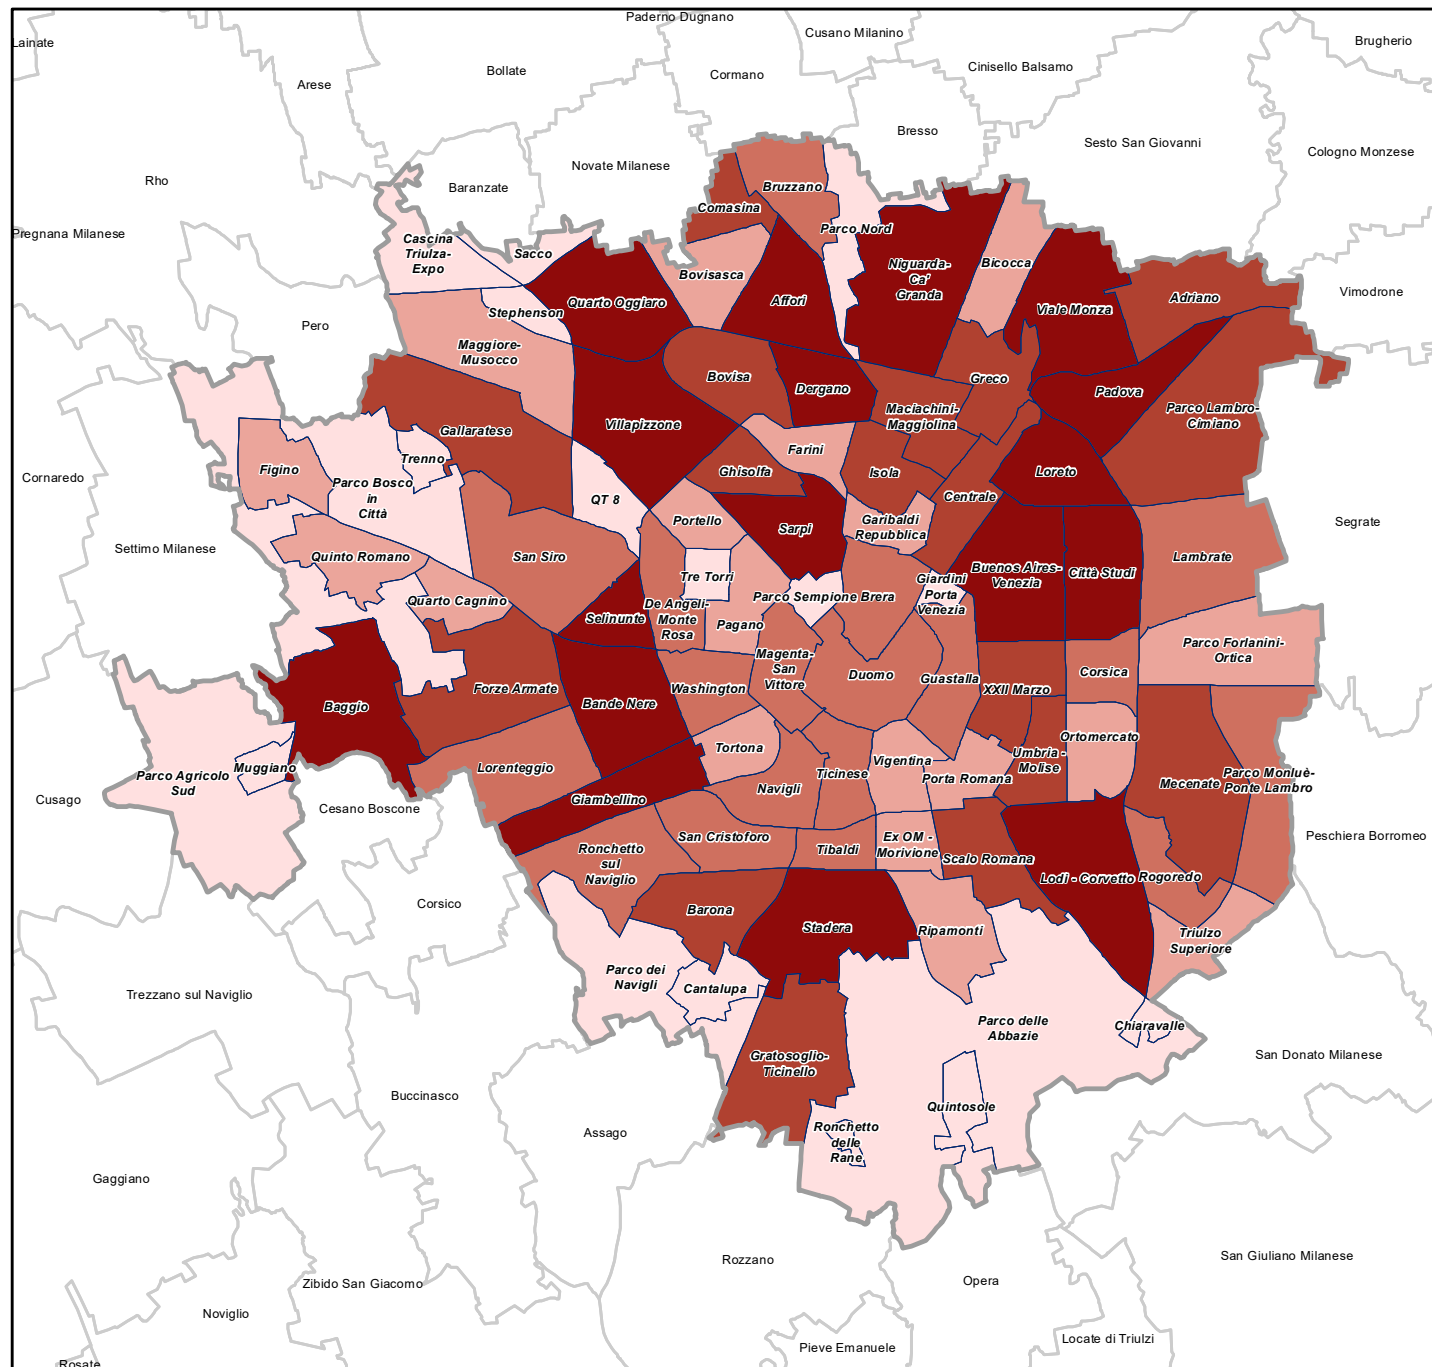 Paderno Dugnano
Cusano Milanino
Brugherio
Lainate
Bollate
Cormano
Cinisello Balsamo
Arese
Bresso
Sesto San Giovanni
Cologno Monzese
Novate Milanese
Rho
Baranzate
Bruzzano
Comasina
Pregnana Milanese
Parco Nord
Cascina
Triulza-
Expo
Sacco
Bovisasca
Niguarda-
Ca'
Granda
Bicocca
Vimodrone
Quarto Oggiaro
Affori
Adriano
Stephenson
Viale Monza
Pero
Maggiore-
Musocco
Bovisa
Dergano
Greco
Padova
Maciachini-
Maggiolina
Parco Lambro-
Cimiano
Gallaratese
Villapizzone
Farini
Trenno
Figino
Ghisolfa
Isola
Loreto
Cornaredo
Parco Bosco
in
Città
QT 8
Centrale
Portello
Sarpi
Garibaldi
Repubblica
Segrate
Settimo Milanese
Quinto Romano
San Siro
Lambrate
Tre Torri
Buenos Aires-
Venezia
Città Studi
Giardini
Porta
Venezia
Quarto Cagnino
Parco Sempione
Brera
De Angeli-
Monte
Rosa
Selinunte
Pagano
Parco Forlanini-
Ortica
Magenta-
San
Vittore
Duomo
Guastalla
Corsica
Washington
XXII Marzo
Forze Armate
Baggio
Bande Nere
Ortomercato
Tortona
Vigentina
Umbria -
Molise
Muggiano
Lorenteggio
Ticinese
Porta Romana
Parco Agricolo
Sud
Mecenate
Parco Monluè-
Ponte Lambro
Navigli
Cusago
Giambellino
Cesano Boscone
Peschiera Borromeo
San Cristoforo
Ex OM -
Morivione
Ronchetto
sul
Naviglio
Tibaldi
Scalo Romana
Lodi - Corvetto
Rogoredo
Corsico
Barona
Stadera
Ripamonti
Triulzo
Superiore
Parco dei
Navigli
Cantalupa
Trezzano sul Naviglio
Parco delle
Abbazie
Chiaravalle
Gratosoglio-
Ticinello
San Donato Milanese
Buccinasco
Quintosole
Assago
Ronchetto
delle
Rane
Gaggiano
Rozzano
San Giuliano Milanese
Zibido San Giacomo
Opera
Noviglio
Locate di Triulzi
Pieve Emanuele
Rosate